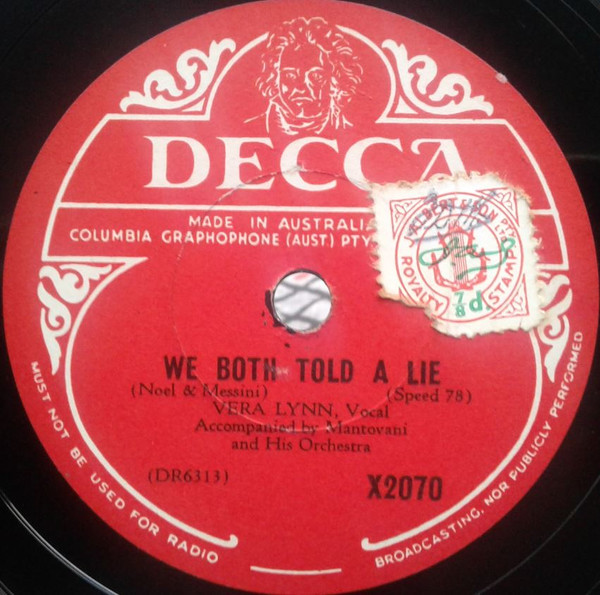 DECCA
MADE IN AUSTRALIA
COLUMBIA GRAPHOPHONE (AUST) PTY
ROYALTY STAMP
7/8 d.
WE BOTH TOLD A LIE
(Noel & Messini) (Speed 78)
VERA LYNN, Vocal
Accompanied by Mantovani
and His Orchestra
(DR6313) X2070
MUST NOT BE USED FOR RADIO
BROADCASTING, NOR PUBLICLY PERFORMED